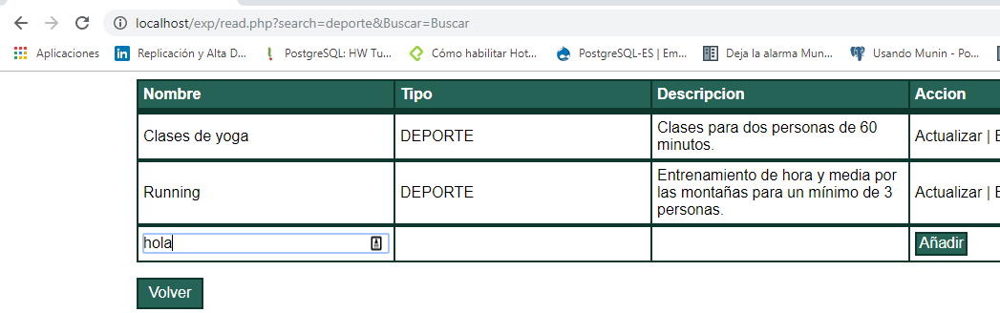 localhost/exp/read.php?search=deporte&Buscar=Buscar
Aplicaciones Replicación y Alta D... PostgreSQL: HW Tu... Cómo habilitar Hot... PostgreSQL-ES | Em... Deja la alarma Mun... Usando Munin - Po...
Nombre Tipo Descripcion Accion
Clases de yoga DEPORTE Clases para dos personas de 60
minutos. Actualizar |
Running DEPORTE Entrenamiento de hora y media por
las montañas para un mínimo de 3
personas. Actualizar |
hola Añadir
Volver